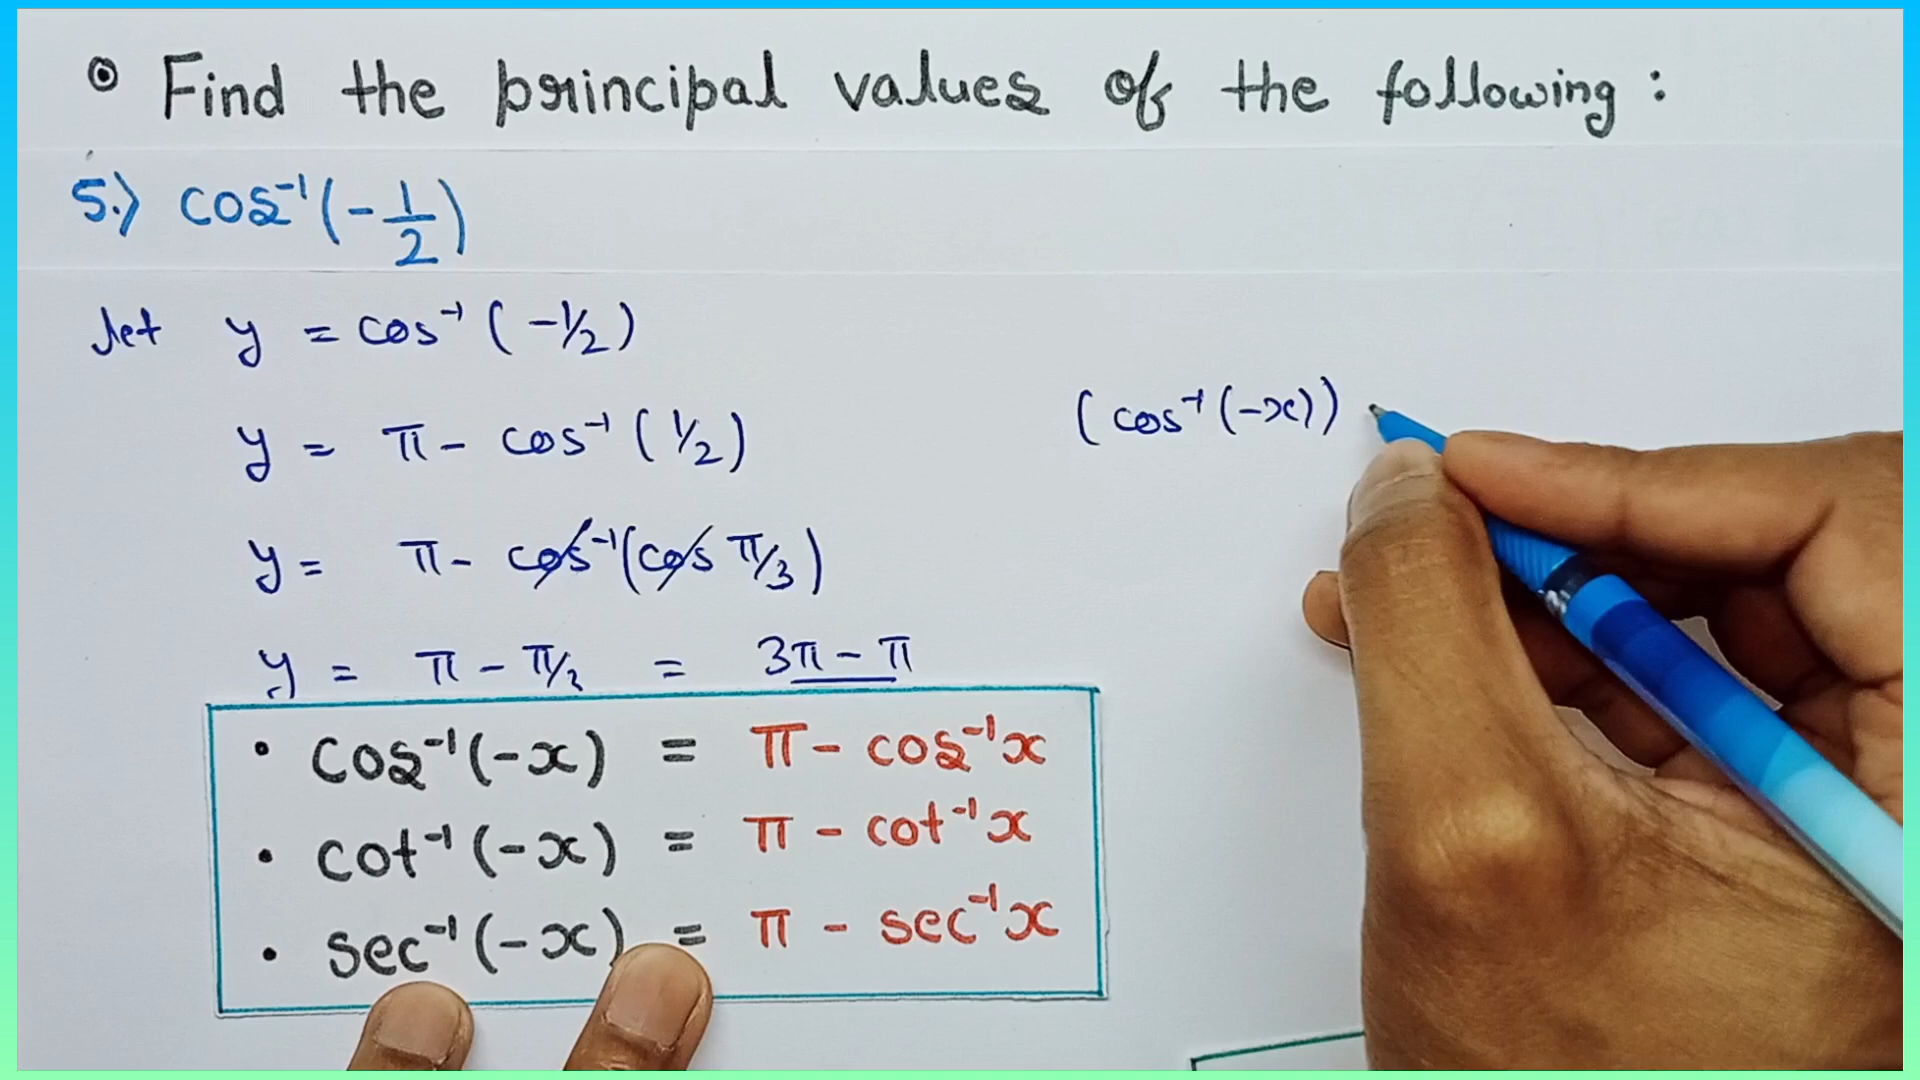 Find the principal values of the following :
5.) cos⁻¹(-1/2)
let y = cos⁻¹ (-1/2)
y = π - cos⁻¹ (1/2)
(cos⁻¹(-x))
y = π - cos⁻¹(cos π/3)
y = π - π/3 = 3π - π
• cos⁻¹(-x) = π - cos⁻¹x
• cot⁻¹(-x) = π - cot⁻¹x
• sec⁻¹(-x) = π - sec⁻¹x